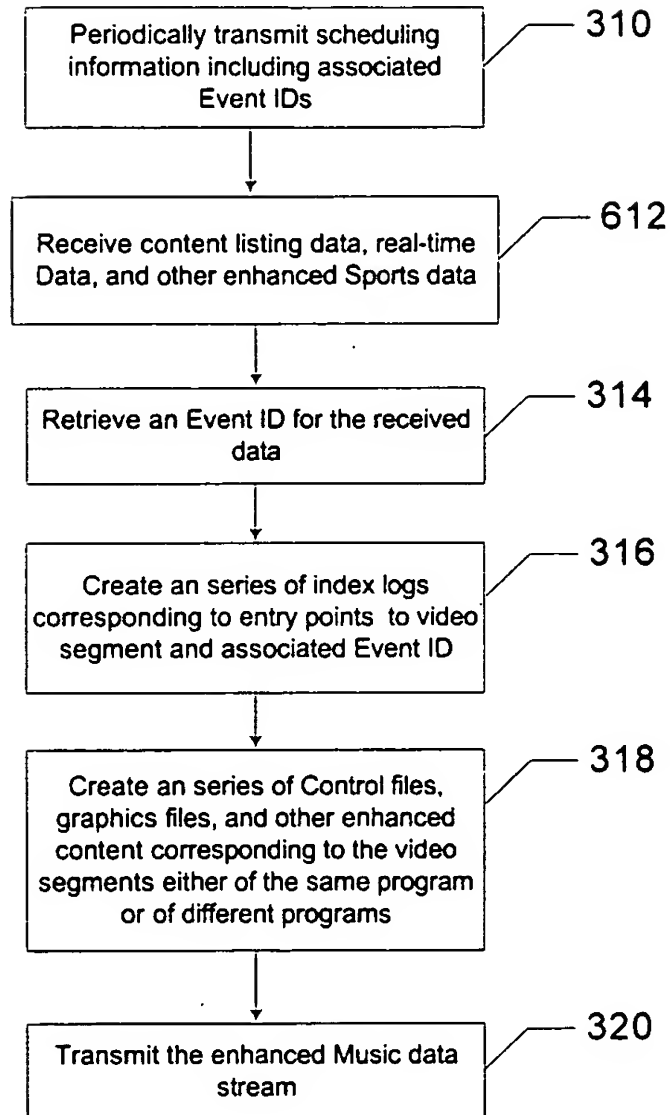 Periodically transmit scheduling
information including associated
Event IDs
310
Receive content listing data, real-time
Data, and other enhanced Sports data
612
Retrieve an Event ID for the received
data
314
Create an series of index logs
corresponding to entry points to video
segment and associated Event ID
316
Create an series of Control files,
graphics files, and other enhanced
content corresponding to the video
segments either of the same program
or of different programs
318
Transmit the enhanced Music data
stream
320